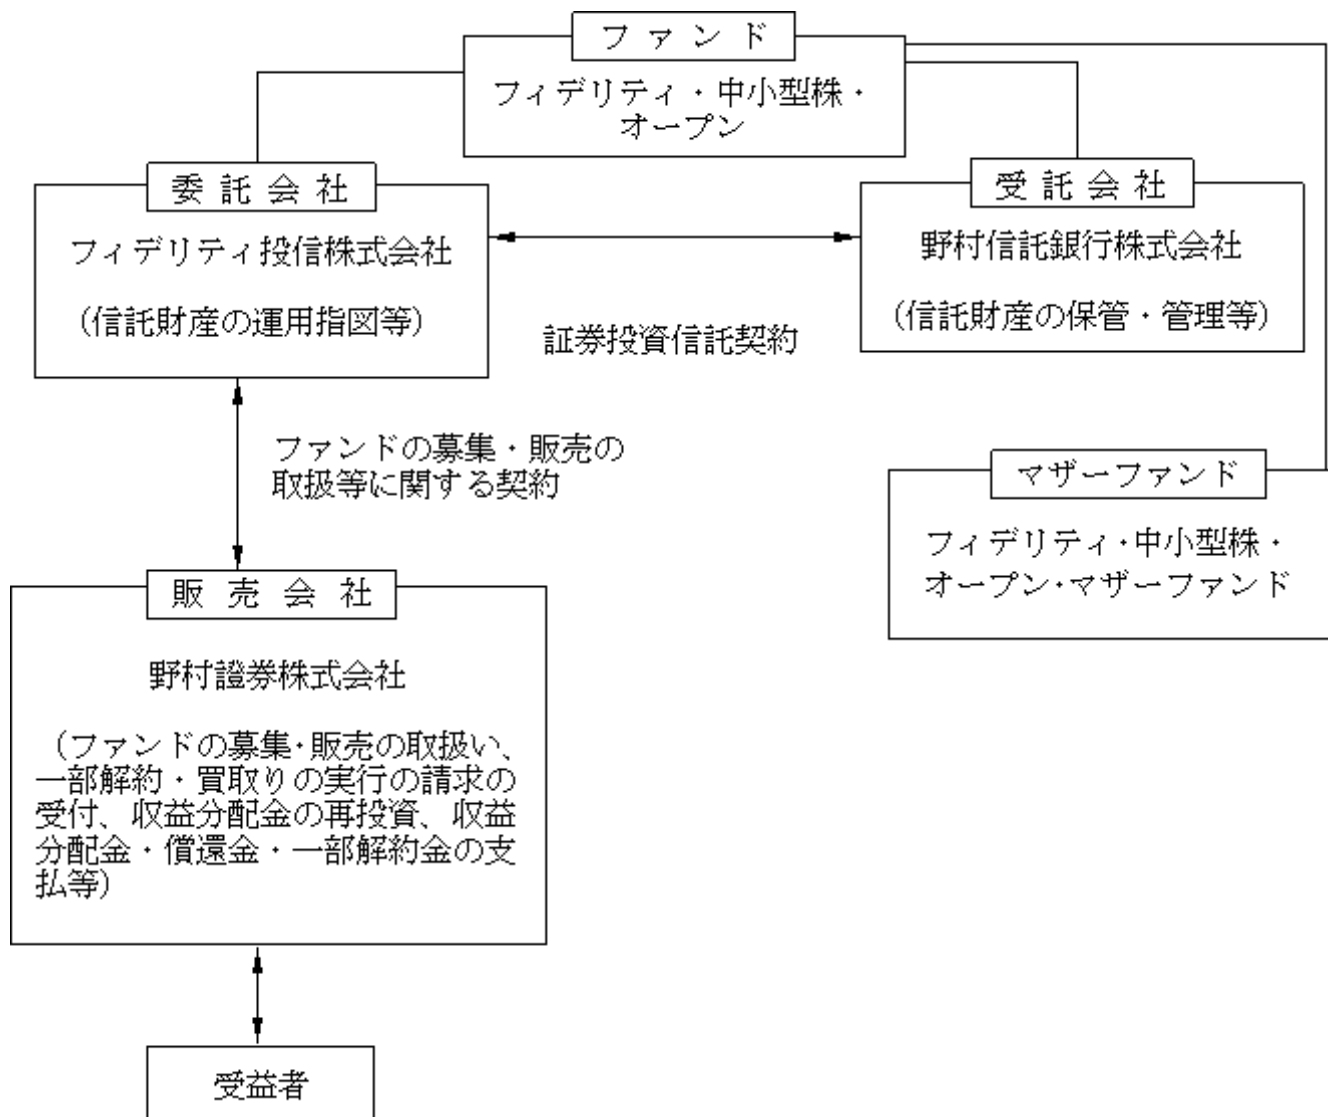 ファンド
フィデリティ・中小型株・
オープン
委託会社
フィデリティ投信株式会社
(信託財産の運用指図等)
受託会社
野村信託銀行株式会社
(信託財産の保管・管理等)
証券投資信託契約
ファンドの募集・販売の
取扱等に関する契約
マザーファンド
フィデリティ・中小型株・
オープン・マザーファンド
販売会社
野村證券株式会社
(ファンドの募集・販売の取扱い、
一部解約・買取りの実行の請求の
受付、収益分配金の再投資、収益
分配金・償還金・一部解約金の支
払等)
受益者